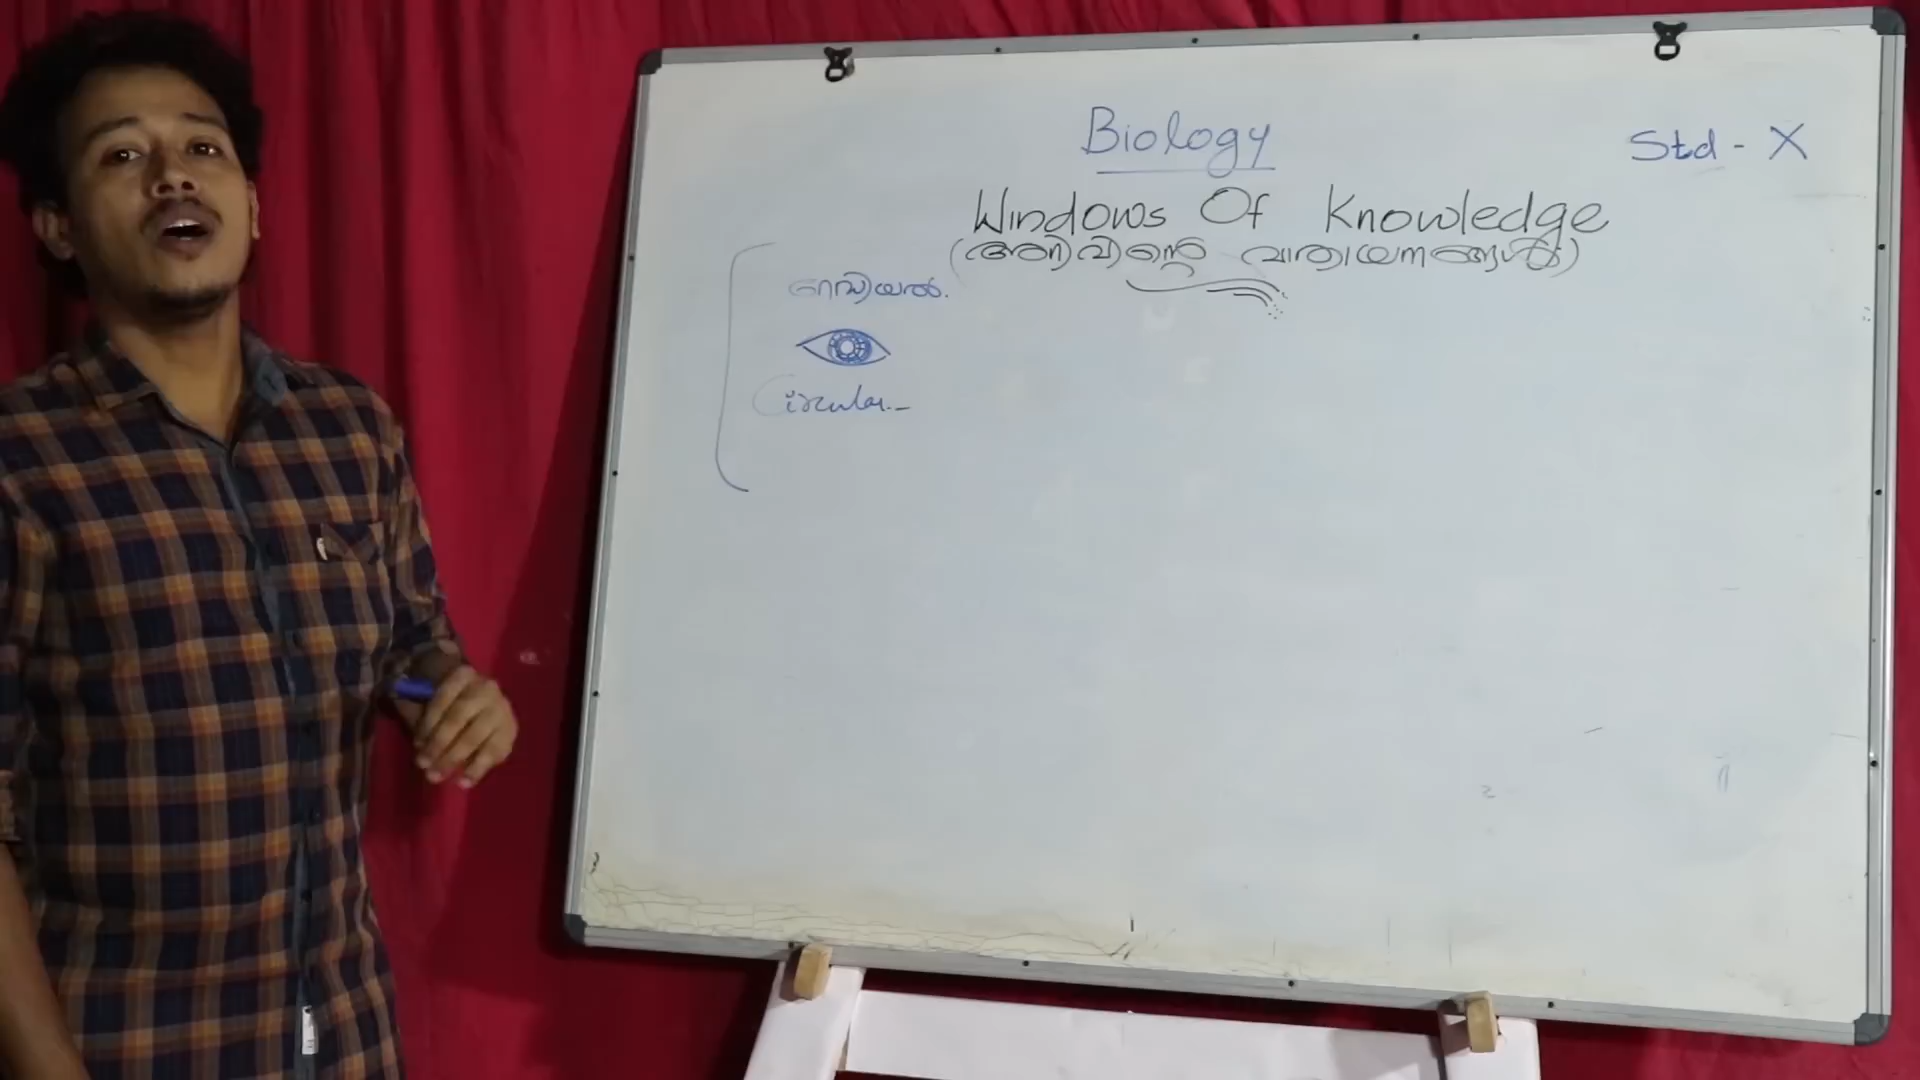 Biology
Std - X
Windows Of Knowledge
(അറിവിന്റെ വാതായനങ്ങൾ)
റേഡിയൽ.
Circular.-